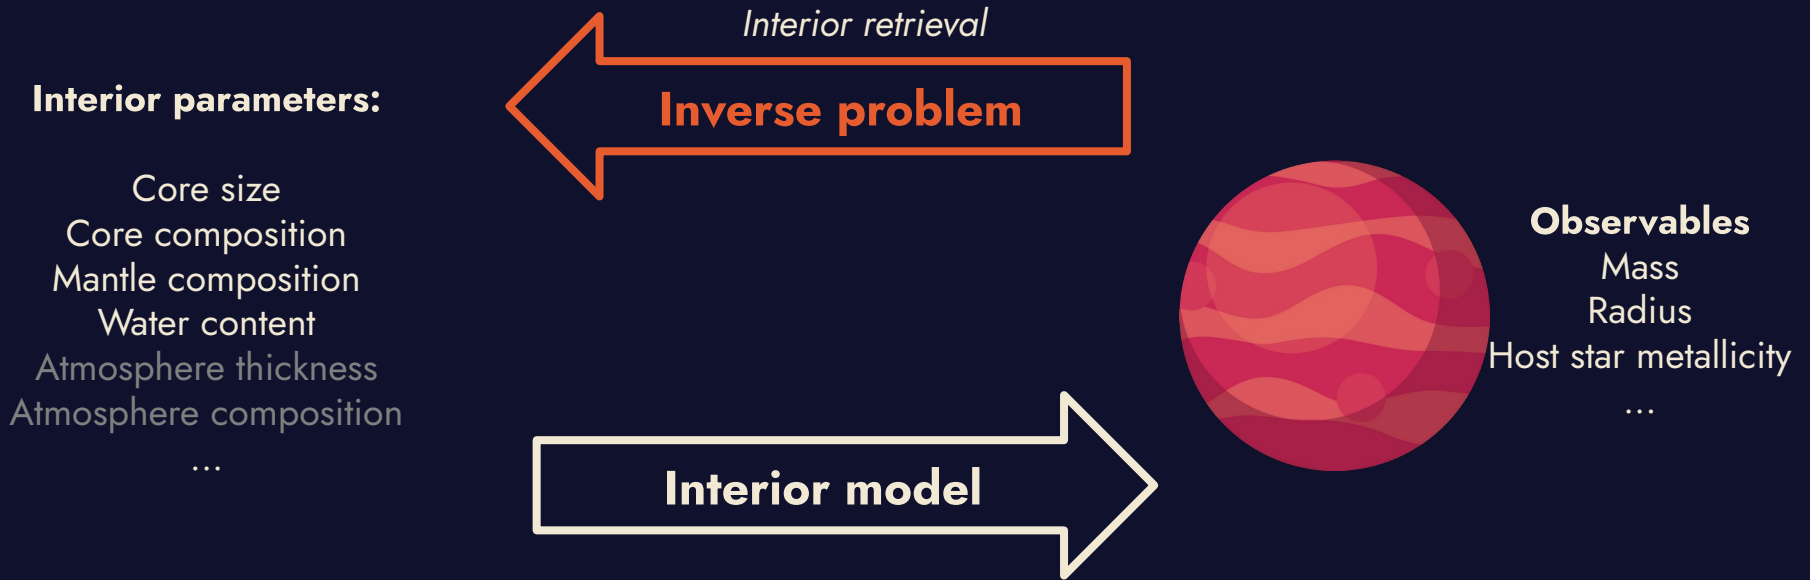 Interior retrieval
Inverse problem
Interior parameters:
Core size
Core composition
Mantle composition
Water content
Atmosphere thickness
Atmosphere composition
...
Observables
Mass
Radius
Host star metallicity
...
Interior model